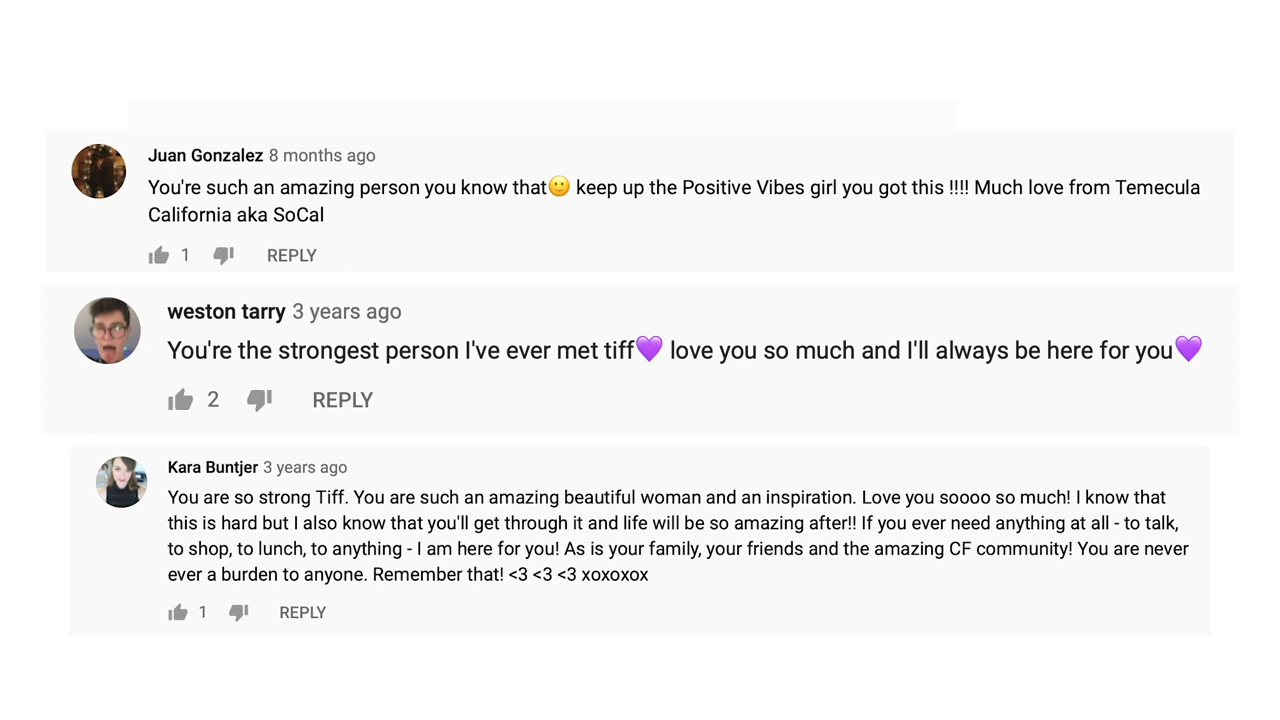 Juan Gonzalez 8 months ago
You're such an amazing person you know that🙂 keep up the Positive Vibes girl you got this !!!! Much love from Temecula
California aka SoCal
1 REPLY
weston tarry 3 years ago
You're the strongest person I've ever met tiff💜 love you so much and I'll always be here for you💜
2 REPLY
Kara Buntjer 3 years ago
You are so strong Tiff. You are such an amazing beautiful woman and an inspiration. Love you soooo so much! I know that
this is hard but I also know that you'll get through it and life will be so amazing after!! If you ever need anything at all - to talk,
to shop, to lunch, to anything - I am here for you! As is your family, your friends and the amazing CF community! You are never
ever a burden to anyone. Remember that! <3 <3 <3 xoxoxox
1 REPLY